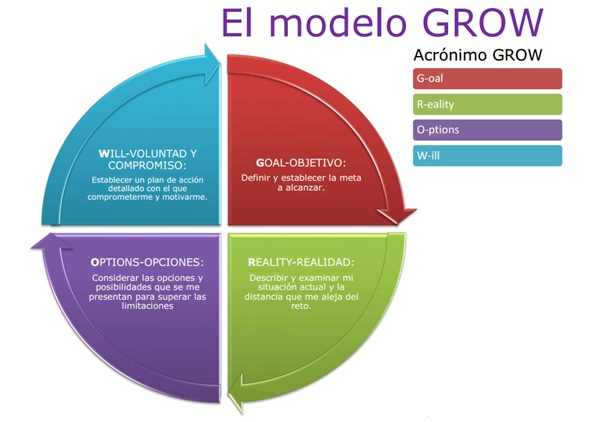 El modelo GROW
Acrónimo GROW
G-oal
R-eality
O-ptions
W-ill
WILL-VOLUNTAD Y
COMPROMISO:
Establecer un plan de acción
detallado con el que
comprometerme y motivarme.
GOAL-OBJETIVO:
Definir y establecer la meta
a alcanzar.
OPTIONS-OPCIONES:
Considerar las opciones y
posibilidades que se me
presentan para superar las
limitaciones
REALITY-REALIDAD:
Describir y examinar mi
situación actual y la
distancia que me aleja del
reto.